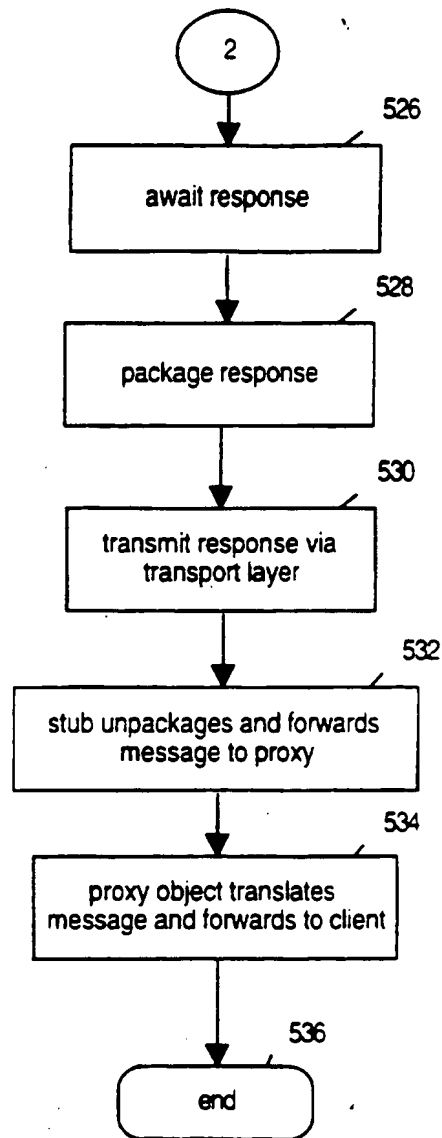 2
526
await response
528
package response
530
transmit response via
transport layer
532
stub unpackages and forwards
message to proxy
534
proxy object translates
message and forwards to client
536
end